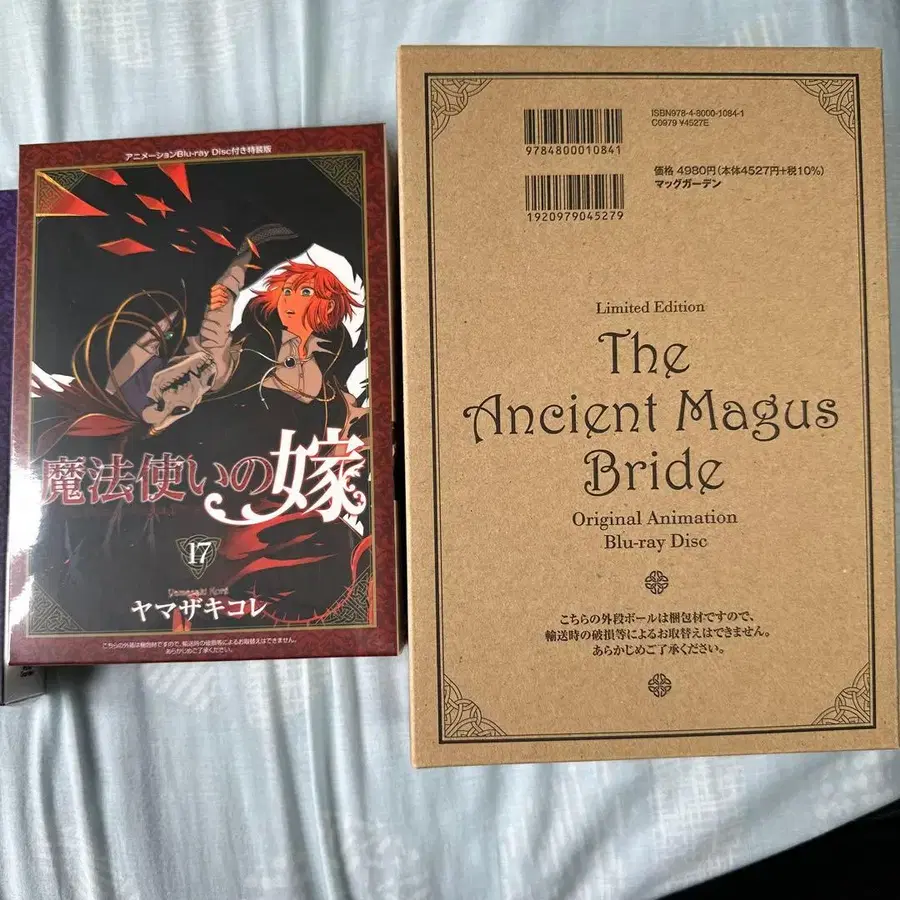 アニメーションBlu-ray Disc付き特装版
魔法使いの嫁
17
Yamazaki Koré
ヤマザキコレ
こちらの外箱は梱包材ですので、輸送時の破損等によるお取替えはできません。
あらかじめご了承ください。
ISBN978-4-8000-1084-1
C0979 ¥4527E
9784800010841
価格 4980円(本体4527円+税10%)
マッグガーデン
1920979045279
Limited Edition
The
Ancient Magus
Bride
Original Animation
Blu-ray Disc
こちらの外段ボールは梱包材ですので、
輸送時の破損等によるお取替えはできません。
あらかじめご了承ください。